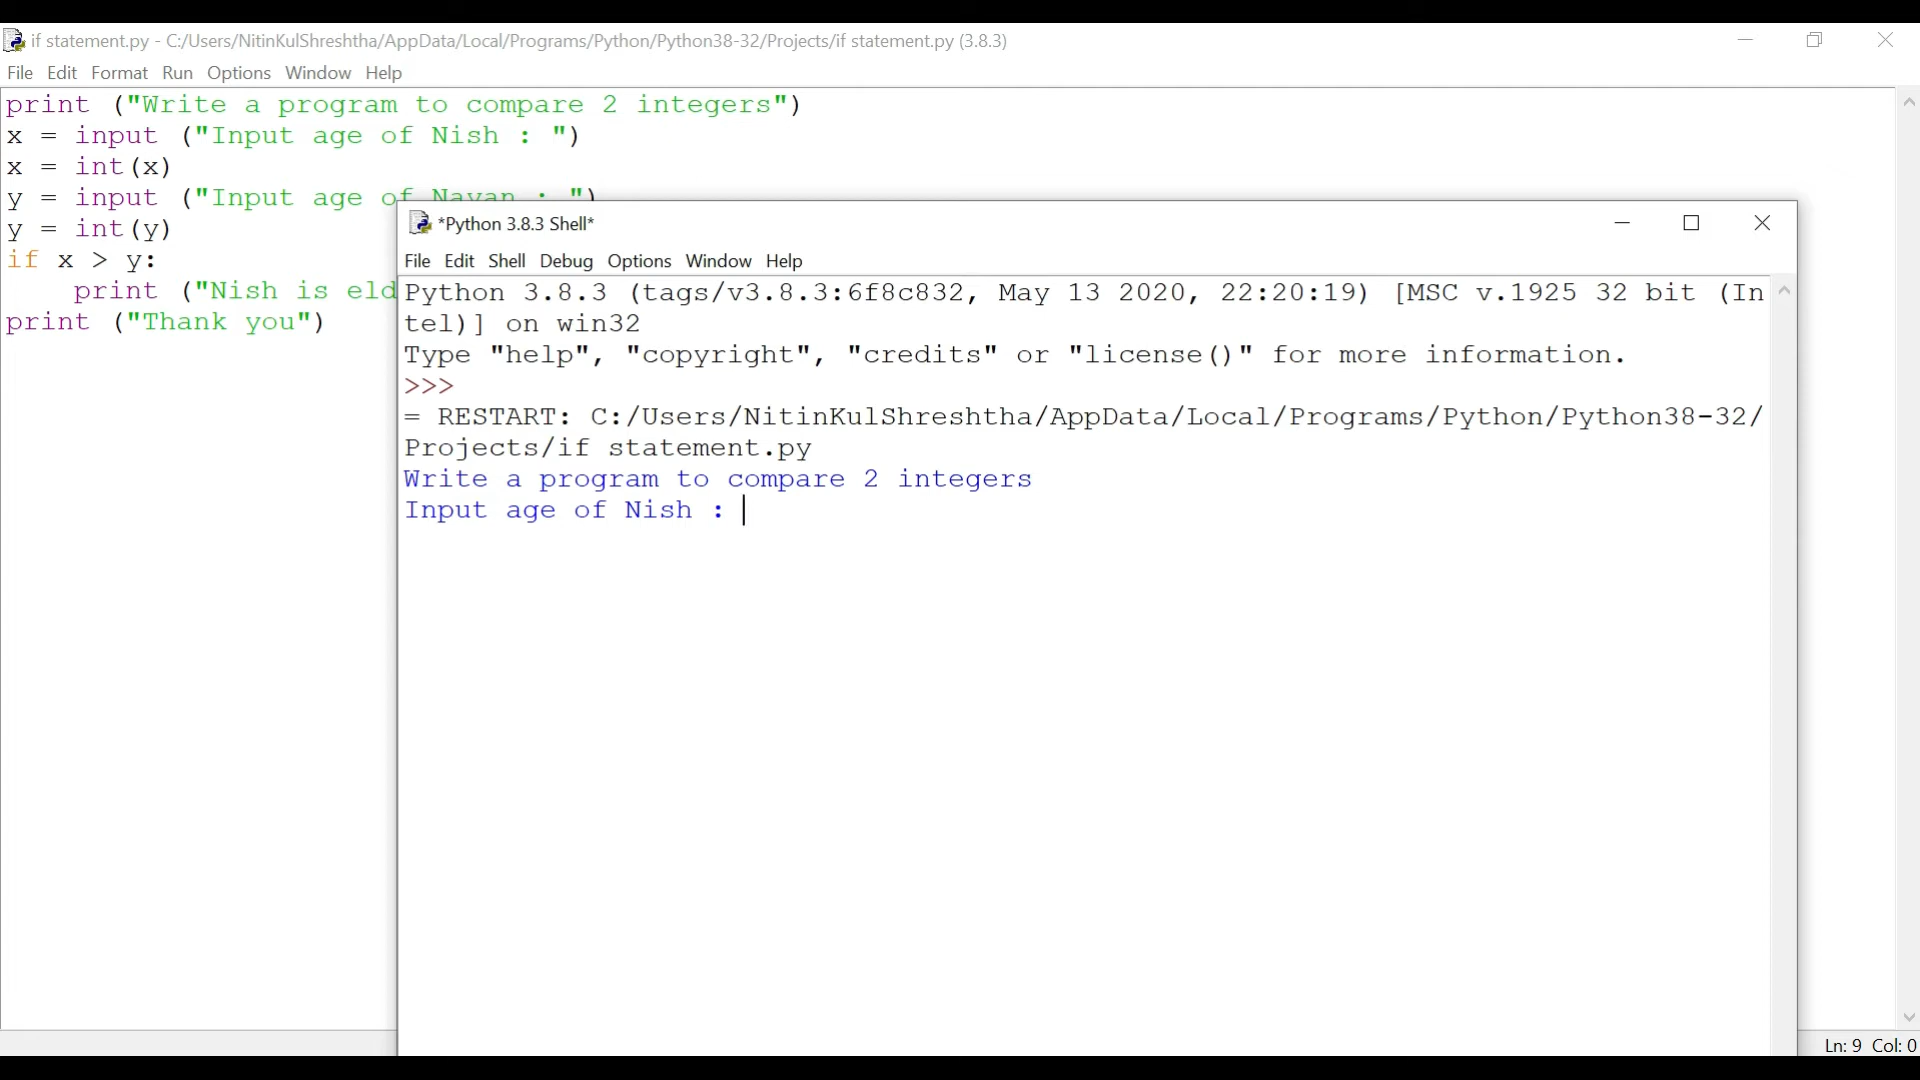 if statement.py - C:/Users/NitinKulShreshtha/AppData/Local/Programs/Python/Python38-32/Projects/if statement.py (3.8.3)
File Edit Format Run Options Window Help
print ("Write a program to compare 2 integers")
x = input ("Input age of Nish : ")
x = int(x)
y = input ("Input age of Nayan : ")
y = int(y)
if x > y:
    print ("Nish is eld
print ("Thank you")
*Python 3.8.3 Shell*
File Edit Shell Debug Options Window Help
Python 3.8.3 (tags/v3.8.3:6f8c832, May 13 2020, 22:20:19) [MSC v.1925 32 bit (In
tel)] on win32
Type "help", "copyright", "credits" or "license()" for more information.
>>>
= RESTART: C:/Users/NitinKulShreshtha/AppData/Local/Programs/Python/Python38-32/
Projects/if statement.py
Write a program to compare 2 integers
Input age of Nish :
Ln: 9 Col: 0